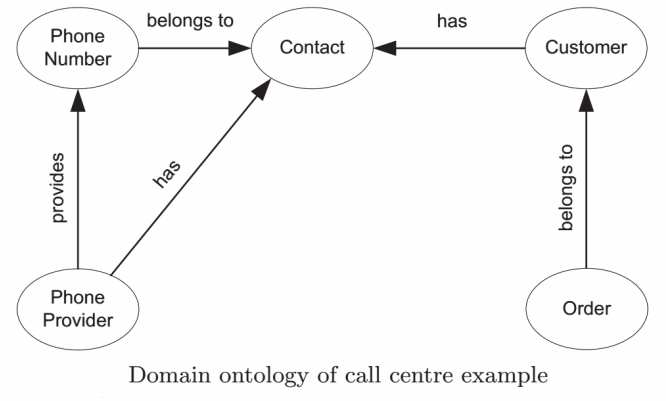 belongs to
has
Phone
Number
Contact
Customer
provides
has
belongs to
Phone
Provider
Order
Domain ontology of call centre example